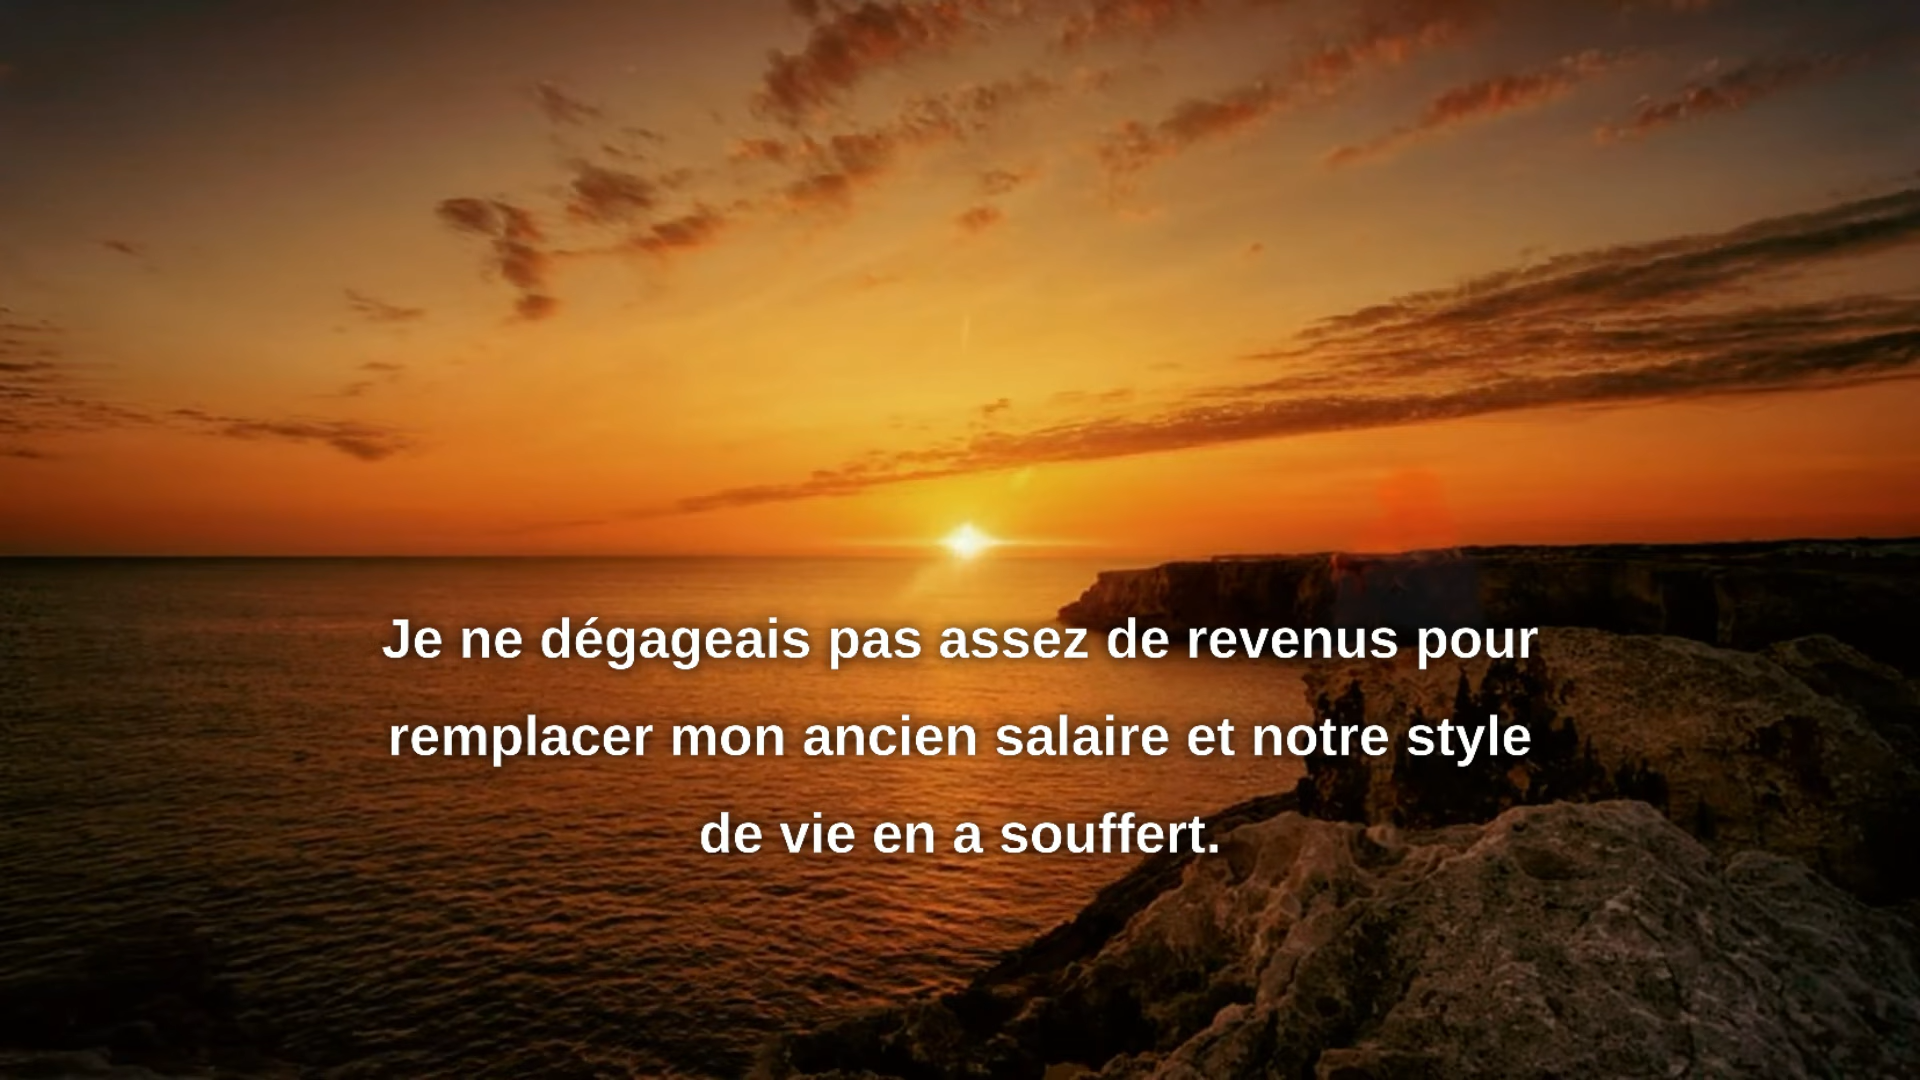 Je ne dégageais pas assez de revenus pour
remplacer mon ancien salaire et notre style
de vie en a souffert.